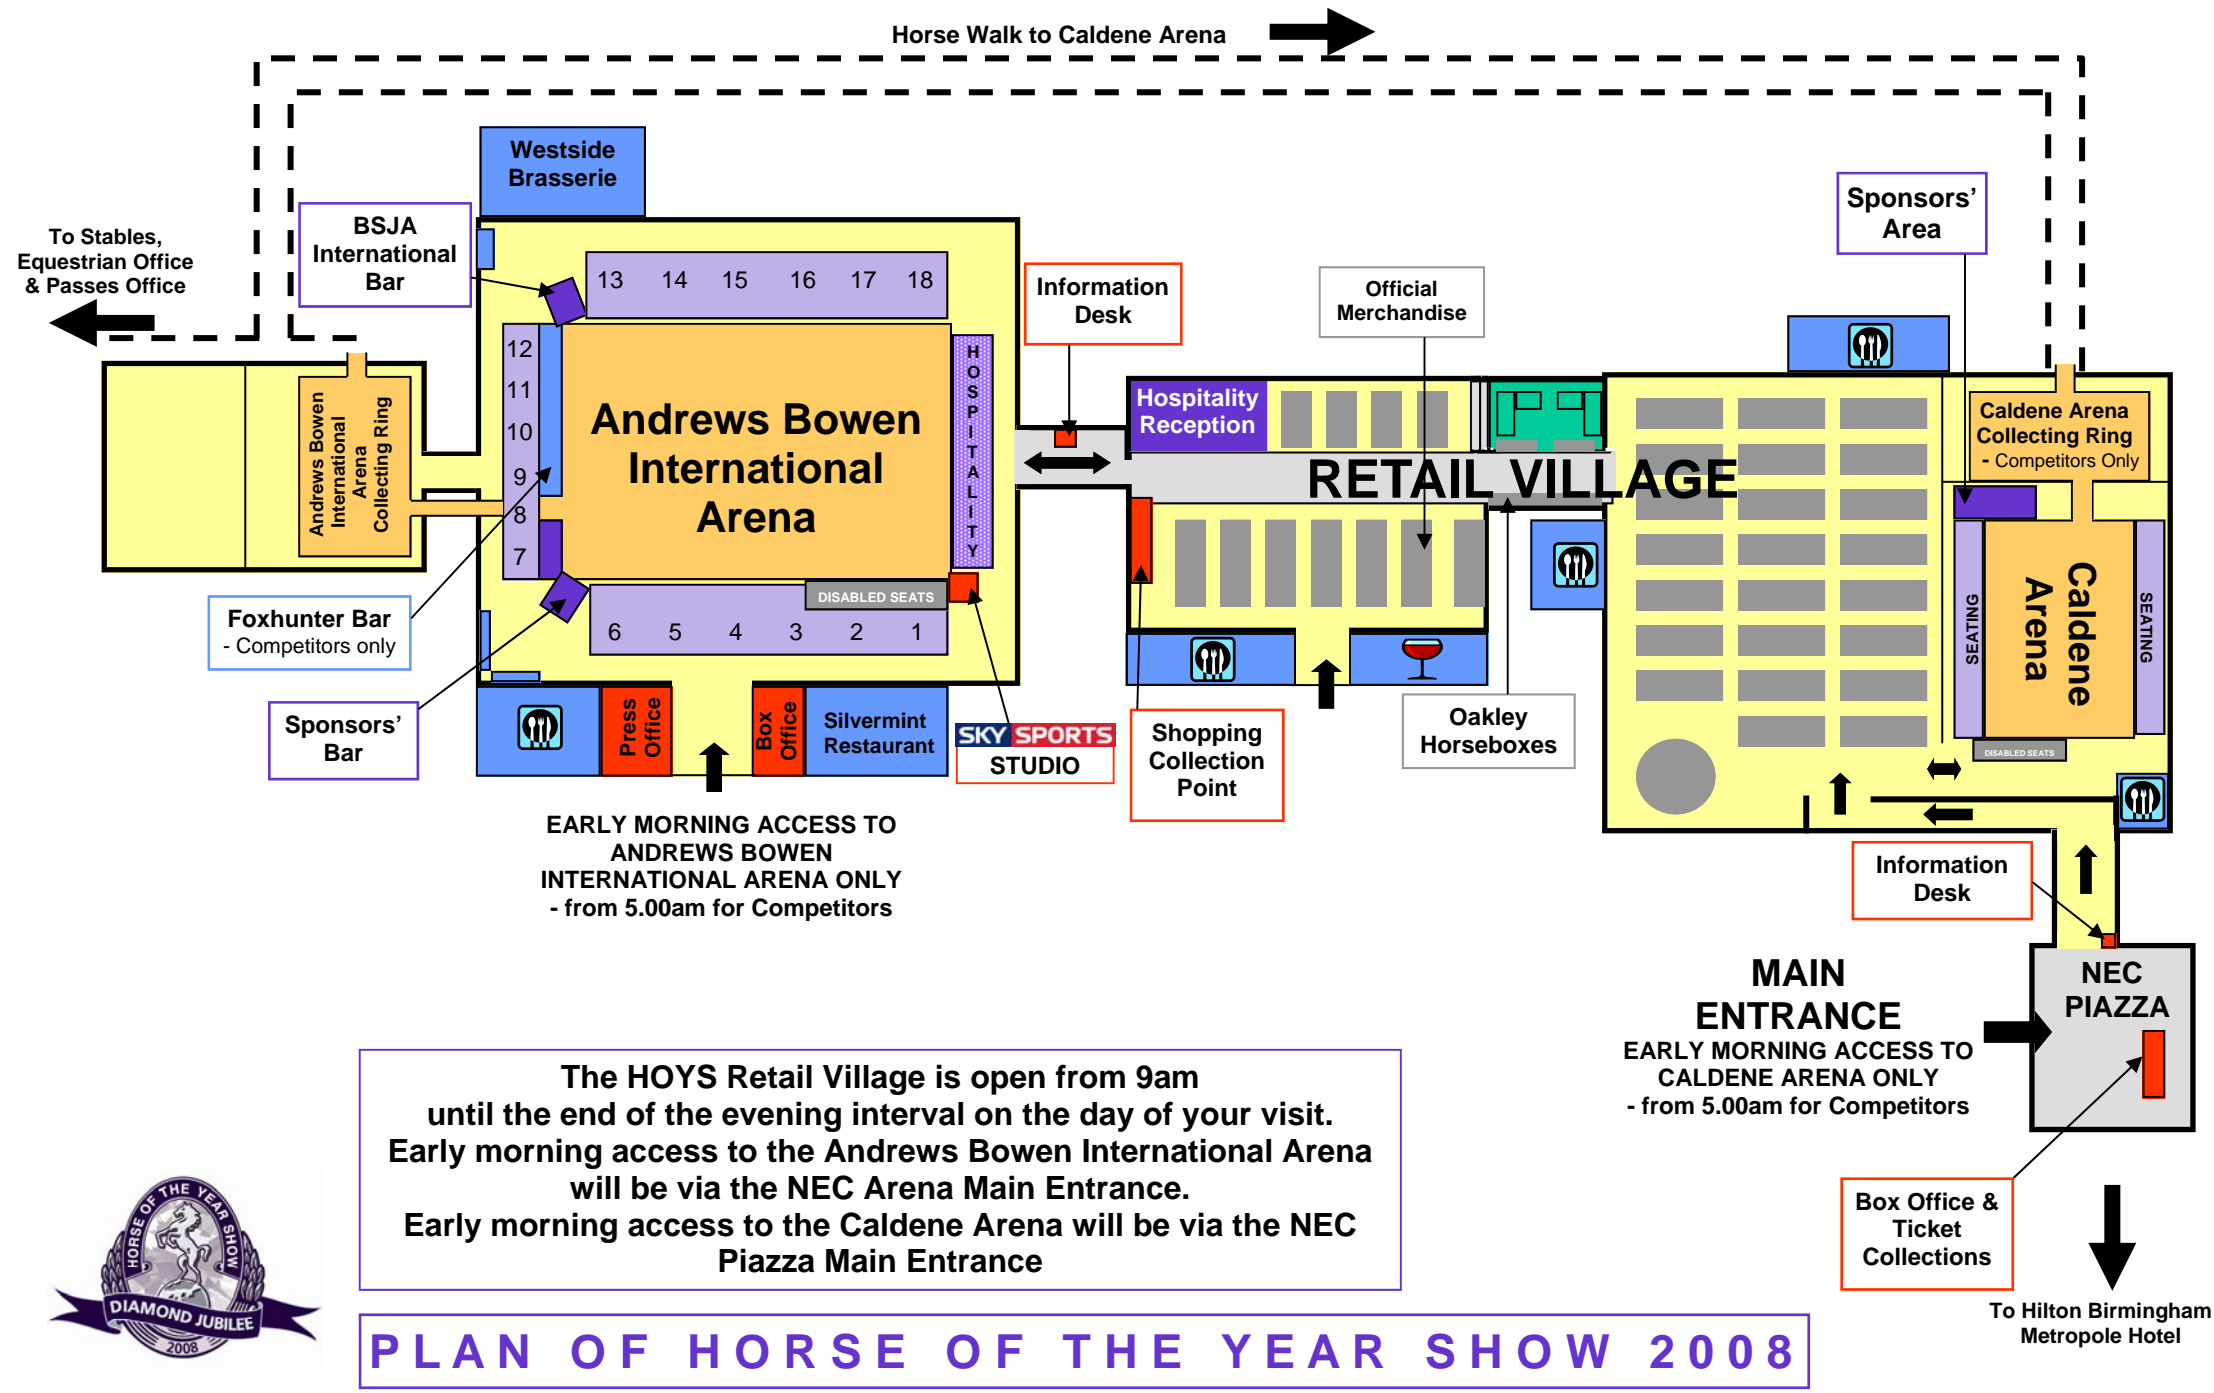 Horse Walk to Caldene Arena
Westside
Brasserie
BSJA
International
Bar
To Stables,
Equestrian Office
& Passes Office
Sponsors’
Area
13 14 15 16 17 18
Information
Desk
Official
Merchandise
12
11
10
9
8
7
HOSPITALITY
Andrews Bowen
International
Arena
Andrews Bowen
International
Arena
Collecting Ring
Hospitality
Reception
RETAIL VILLAGE
Caldene Arena
Collecting Ring
- Competitors Only
Caldene
Arena
SEATING
SEATING
DISABLED SEATS
DISABLED SEATS
6 5 4 3 2 1
Foxhunter Bar
- Competitors only
Sponsors’
Bar
Press
Office
Box
Office
Silvermint
Restaurant
SKY SPORTS
STUDIO
Shopping
Collection
Point
Oakley
Horseboxes
EARLY MORNING ACCESS TO
ANDREWS BOWEN
INTERNATIONAL ARENA ONLY
- from 5.00am for Competitors
Information
Desk
MAIN
ENTRANCE
EARLY MORNING ACCESS TO
CALDENE ARENA ONLY
- from 5.00am for Competitors
NEC
PIAZZA
Box Office &
Ticket
Collections
To Hilton Birmingham
Metropole Hotel
The HOYS Retail Village is open from 9am
until the end of the evening interval on the day of your visit.
Early morning access to the Andrews Bowen International Arena
will be via the NEC Arena Main Entrance.
Early morning access to the Caldene Arena will be via the NEC
Piazza Main Entrance
HORSE OF THE YEAR SHOW
DIAMOND JUBILEE
2008
PLAN OF HORSE OF THE YEAR SHOW 2008